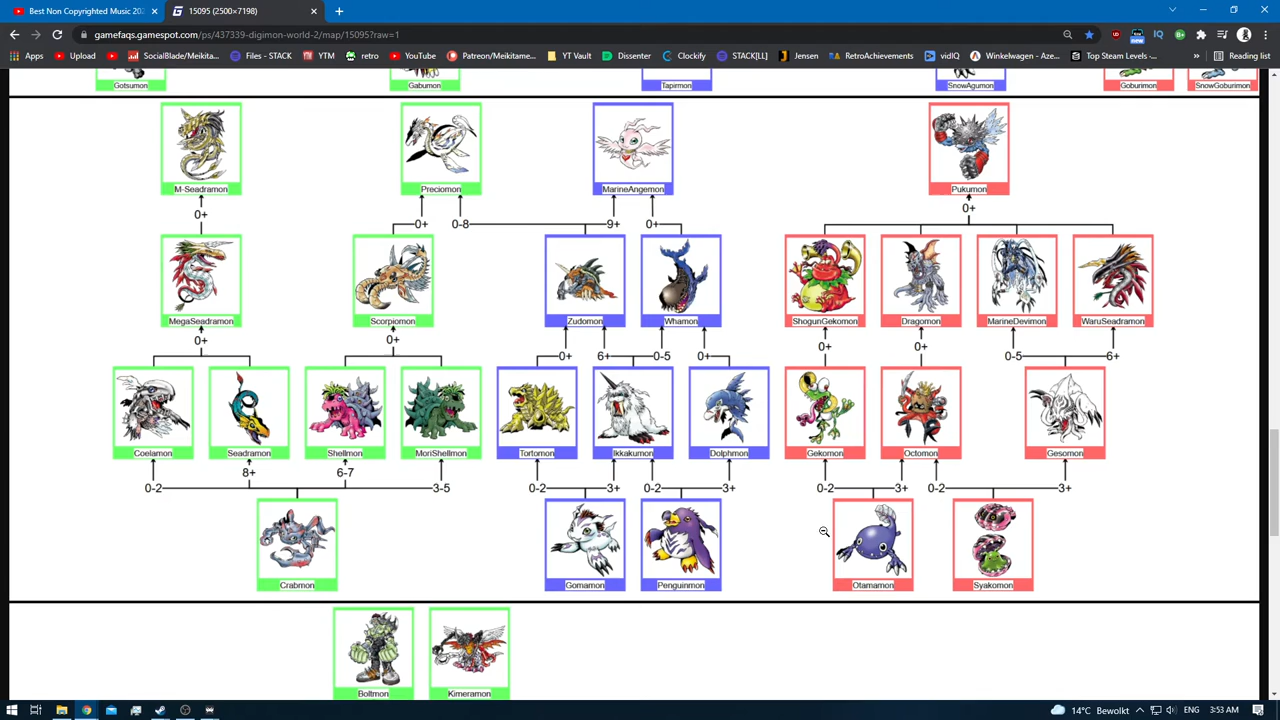 Best Non Copyrighted Music 202
15095 (2500×7198)
gamefaqs.gamespot.com/ps/437339-digimon-world-2/map/15095?raw=1
Apps
Upload
SocialBlade/Meikita...
Files - STACK
YTM
retro
Patreon/Meikitame...
YouTube
YT Vault
Dissenter
Clockify
STACK[LL]
Jensen
RetroAchievements
vidIQ
Winkelwagen - Aze...
Top Steam Levels -...
Reading list
Gotsumon
Gabumon
Tapirmon
SnowAgumon
Goburimon
SnowGoburimon
M-Seadramon
Preciomon
MarineAngemon
Pukumon
0+
0+
0-8
9+
0+
0+
MegaSeadramon
Scorpiomon
Zudomon
Whamon
ShogunGekomon
Dragomon
MarineDevimon
WaruSeadramon
0+
0+
0+
6+
0-5
0+
0+
0+
0-5
6+
Coelamon
Seadramon
Shellmon
MoriShellmon
Tortomon
Ikkakumon
Dolphmon
Gekomon
Octomon
Gesomon
8+
6-7
0-2
3-5
0-2
3+
0-2
3+
0-2
3+
0-2
3+
Crabmon
Gomamon
Penguinmon
Otamamon
Syakomon
Boltmon
Kimeramon
14°C Bewolkt
3:53 AM